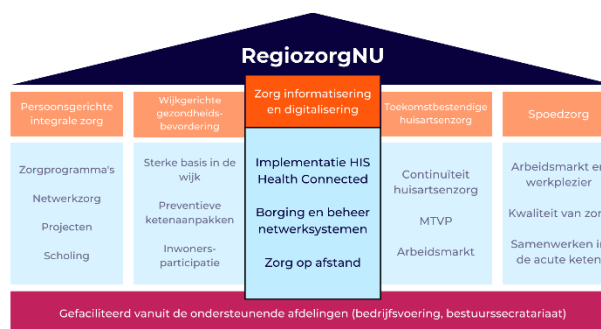 RegiozorgNU
Persoonsgerichte
integrale zorg
Zorgprogramma's
Netwerkzorg
Projecten
Scholing
Wijkgerichte
gezondheids-
bevordering
Sterke basis in de
wijk
Preventieve
ketenaanpakken
Inwoners-
participatie
Zorg informatisering
en digitalisering
Implementatie HIS
Health Connected
Borging en beheer
netwerksystemen
Zorg op afstand
Toekomstbestendige
huisartsenzorg
Continuïteit
huisartsenzorg
MTVP
Arbeidsmarkt
Spoedzorg
Arbeidsmarkt en
werkplezier
Kwaliteit van zorg
Samenwerken in
de acute keten
Gefaciliteerd vanuit de ondersteunende afdelingen (bedrijfsvoering, bestuurssecratariaat)